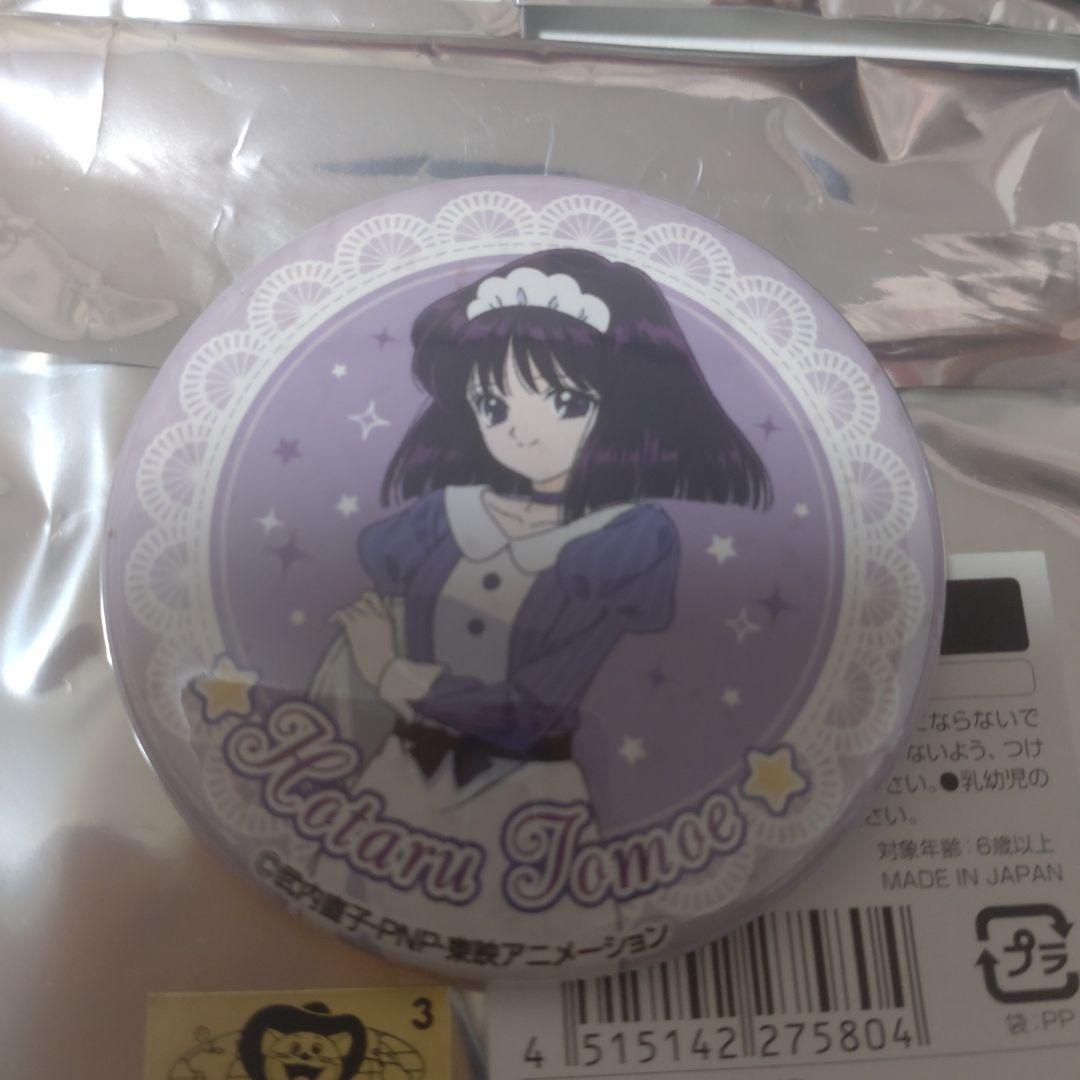 Hotaru Tomoe
©武内直子・PNP・東映アニメーション
にならないで
ないよう、つけ
さい。●乳幼児の
さい。
対象年齢:6歳以上
MADE IN JAPAN
プラ
袋:PP
4 515142 275804
3